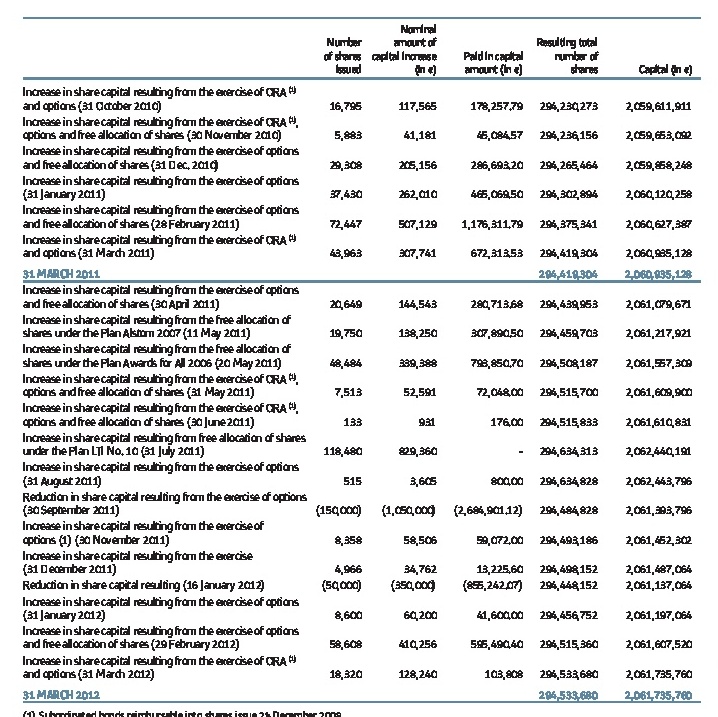 Number of shares issued | Nominal amount of capital increase (in €) | Paid in capital amount (in €) | Resulting total number of shares | Capital (in €)
Increase in share capital resulting from the exercise of ORA (1)
and options (31 October 2010) 16,795 117,565 178,257.79 294,230,273 2,059,611,911
Increase in share capital resulting from the exercise of ORA (1),
options and free allocation of shares (30 November 2010) 5,883 41,181 45,084.57 294,236,156 2,059,653,092
Increase in share capital resulting from the exercise of options
and free allocation of shares (31 Dec. 2010) 29,308 205,156 286,693.20 294,265,464 2,059,858,248
Increase in share capital resulting from the exercise of options
(31 January 2011) 37,430 262,010 465,069.50 294,302,894 2,060,120,258
Increase in share capital resulting from the exercise of options
and free allocation of shares (28 February 2011) 72,447 507,129 1,176,311.79 294,375,341 2,060,627,387
Increase in share capital resulting from the exercise of ORA (1)
and options (31 March 2011) 43,963 307,741 672,313.53 294,419,304 2,060,935,128
31 MARCH 2011 294,419,304 2,060,935,128
Increase in share capital resulting from the exercise of options
and free allocation of shares (30 April 2011) 20,649 144,543 280,713.68 294,439,953 2,061,079,671
Increase in share capital resulting from the free allocation of
shares under the Plan Alstom 2007 (11 May 2011) 19,750 138,250 307,890.50 294,459,703 2,061,217,921
Increase in share capital resulting from the free allocation of
shares under the Plan Awards for All 2006 (20 May 2011) 48,484 339,388 793,850.70 294,508,187 2,061,557,309
Increase in share capital resulting from the exercise of ORA (1),
options and free allocation of shares (31 May 2011) 7,513 52,591 72,048.00 294,515,700 2,061,609,900
Increase in share capital resulting from the exercise of ORA (1),
options and free allocation of shares (30 June 2011) 133 931 176.00 294,515,833 2,061,610,831
Increase in share capital resulting from free allocation of shares
under the Plan LTI No. 10 (31 July 2011) 118,480 829,360 - 294,634,313 2,062,440,191
Increase in share capital resulting from the exercise of options
(31 August 2011) 515 3,605 800.00 294,634,828 2,062,443,796
Reduction in share capital resulting from the exercise of options
(30 September 2011) (150,000) (1,050,000) (2,684,901.12) 294,484,828 2,061,393,796
Increase in share capital resulting from the exercise of
options (1) (30 November 2011) 8,358 58,506 59,072.00 294,493,186 2,061,452,302
Increase in share capital resulting from the exercise
(31 December 2011) 4,966 34,762 13,225.60 294,498,152 2,061,487,064
Reduction in share capital resulting (16 January 2012) (50,000) (350,000) (855,242.07) 294,448,152 2,061,137,064
Increase in share capital resulting from the exercise of options
(31 January 2012) 8,600 60,200 41,600.00 294,456,752 2,061,197,064
Increase in share capital resulting from the exercise of options
and free allocation of shares (29 February 2012) 58,608 410,256 595,490.40 294,515,360 2,061,607,520
Increase in share capital resulting from the exercise of ORA (1)
and options (31 March 2012) 18,320 128,240 103,808 294,533,680 2,061,735,760
31 MARCH 2012 294,533,680 2,061,735,760
(1) Subordinated bonds reimbursable into shares issue 2% December 2008